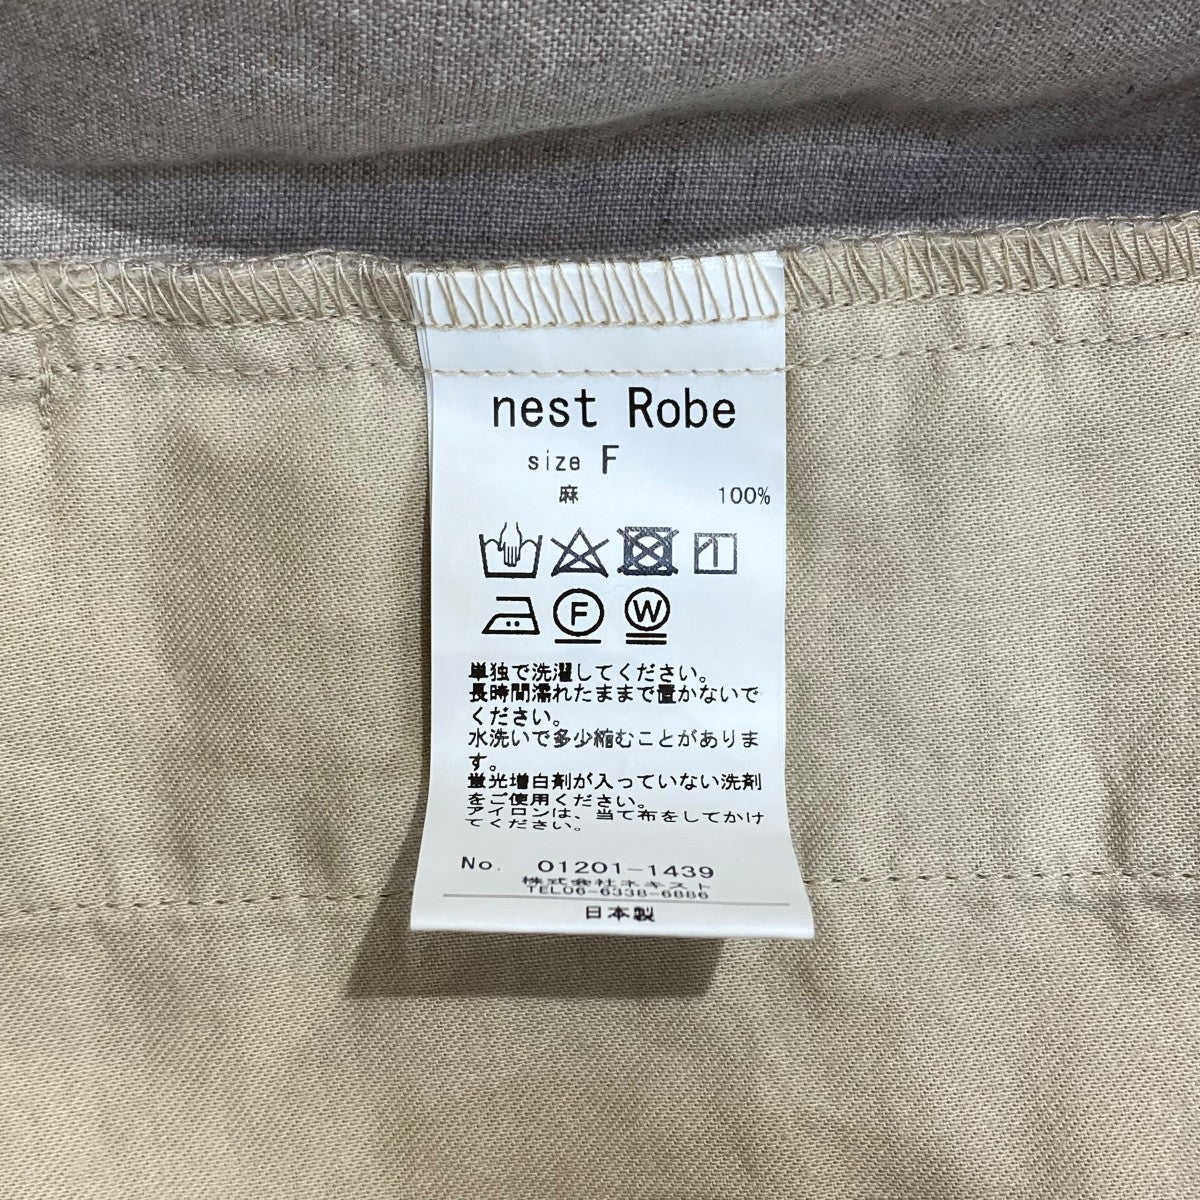 nest Robe
size F
麻 100%
F W
単独で洗濯してください。
長時間濡れたままで置かないで
ください。
水洗いで多少縮むことがありま
す。
蛍光増白剤が入っていない洗剤
をご使用ください。
アイロンは、当て布をしてかけ
てください。
No. 01201-1439
株式会社ネキスト
TEL06-6338-6886
日本製